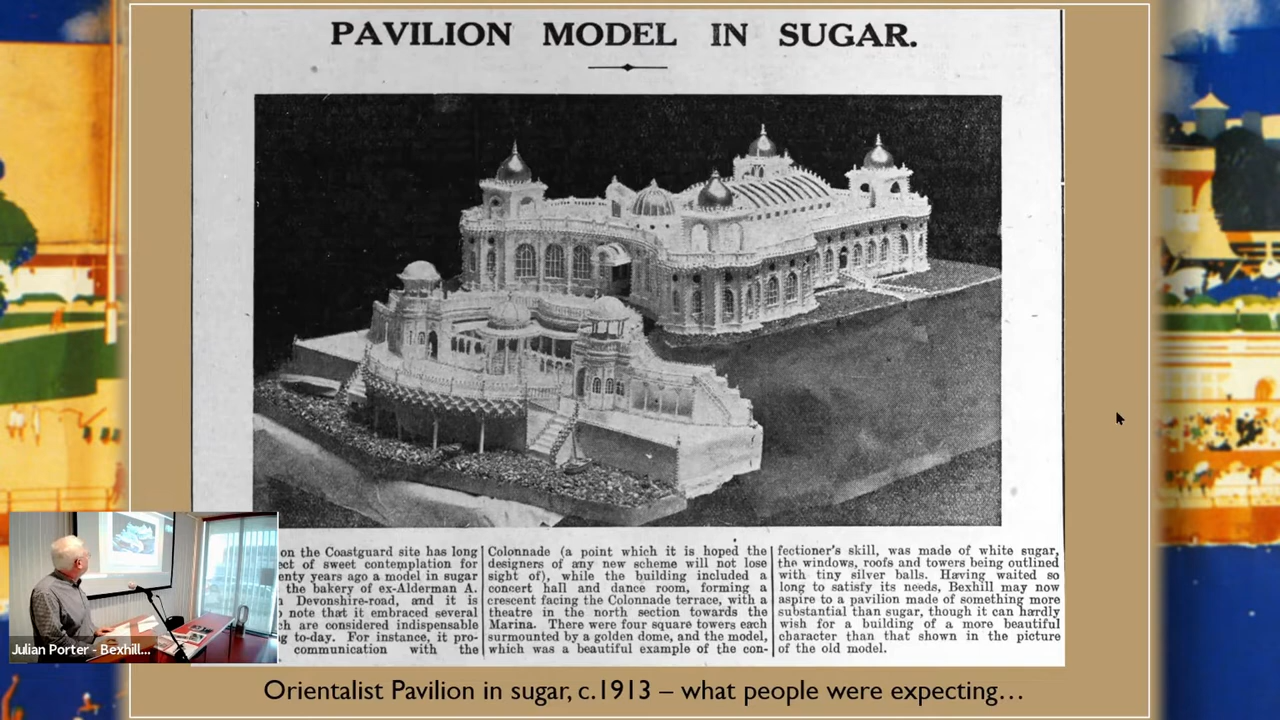 PAVILION MODEL IN SUGAR.
on the Coastguard site has long
ect of sweet contemplation for
enty years ago a model in sugar
the bakery of ex-Alderman A.
Devonshire-road, and it is
note that it embraced several
ch are considered indispensable
g to-day. For instance, it pro-
communication with the
Colonnade (a point which it is hoped the
designers of any new scheme will not lose
sight of), while the building included a
concert hall and dance room, forming a
crescent facing the Colonnade terrace, with a
theatre in the north section towards the
Marina. There were four square towers each
surmounted by a golden dome, and the model,
which was a beautiful example of the con-
fectioner's skill, was made of white sugar,
the windows, roofs and towers being outlined
with tiny silver balls. Having waited so
long to satisfy its needs, Bexhill may now
aspire to a pavilion made of something more
substantial than sugar, though it can hardly
wish for a building of a more beautiful
character than that shown in the picture
of the old model.
Julian Porter - Bexhill...
Orientalist Pavilion in sugar, c.1913 – what people were expecting…